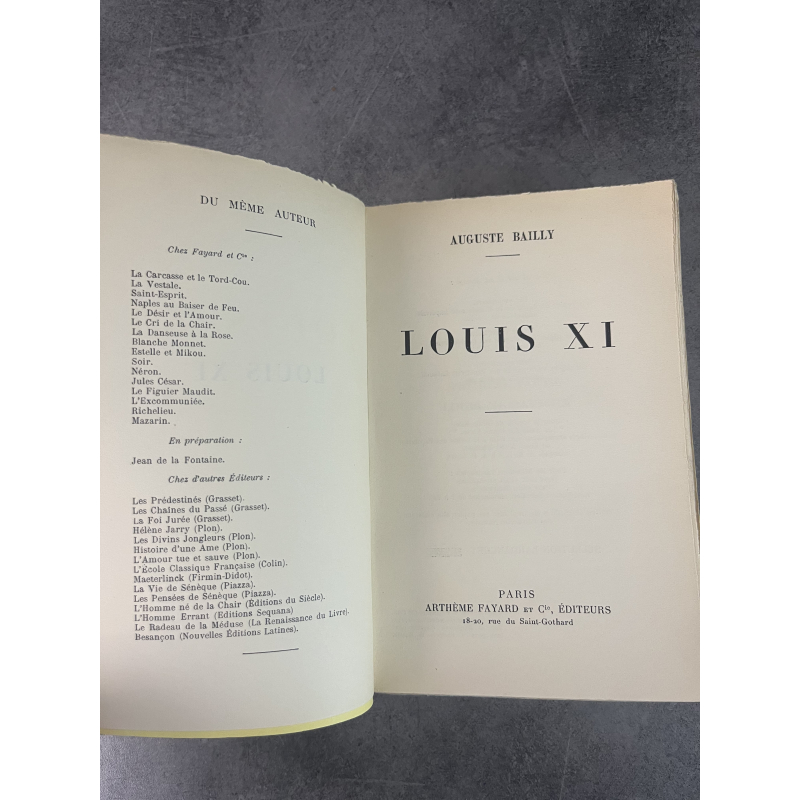 DU MÊME AUTEUR
Chez Fayard et Cie :
La Carcasse et le Tord-Cou.
La Vestale.
Saint-Esprit.
Naples au Baiser de Feu.
Le Désir et l'Amour.
Le Cri de la Chair.
La Danseuse à la Rose.
Blanche Monnet.
Estelle et Mikou.
Soir.
Néron.
Jules César.
Le Figuier Maudit.
L'Excommuniée.
Richelieu.
Mazarin.
En préparation :
Jean de la Fontaine.
Chez d'autres Éditeurs :
Les Prédestinés (Grasset).
Les Chaînes du Passé (Grasset).
La Foi Jurée (Grasset).
Hélène Jarry (Plon).
Les Divins Jongleurs (Plon).
Histoire d'une Ame (Plon).
L'Amour tue et sauve (Plon).
L'École Classique Française (Colin).
Maeterlinck (Firmin-Didot).
La Vie de Sénèque (Piazza).
Les Pensées de Sénèque (Piazza).
L'Homme né de la Chair (Éditions du Siècle).
L'Homme Errant (Editions Sequana)
Le Radeau de la Méduse (La Renaissance du Livre).
Besançon (Nouvelles Éditions Latines).
AUGUSTE BAILLY
LOUIS XI
PARIS
ARTHÈME FAYARD ET Cie, ÉDITEURS
18-20, rue du Saint-Gothard